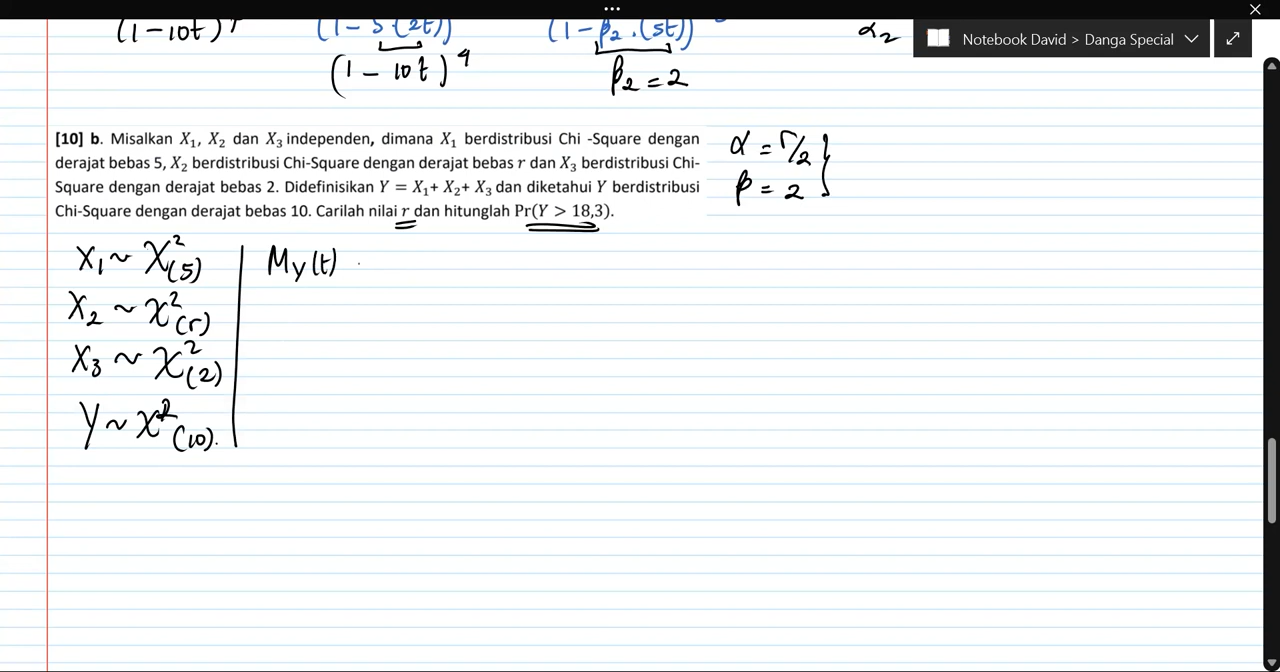 Notebook David > Danga Special
(1 - 5 (2t))
(1 - β₂ . (5t))
α₂
(1 - 10t)
(1 - 10t)⁹
β₂ = 2
[10] b. Misalkan X₁, X₂ dan X₃ independen, dimana X₁ berdistribusi Chi -Square dengan
derajat bebas 5, X₂ berdistribusi Chi-Square dengan derajat bebas r dan X₃ berdistribusi Chi-
Square dengan derajat bebas 2. Didefinisikan Y = X₁+ X₂+ X₃ dan diketahui Y berdistribusi
Chi-Square dengan derajat bebas 10. Carilah nilai r dan hitunglah Pr(Y > 18,3).
α = r/2
β = 2
X₁ ~ χ²(5)
X₂ ~ χ²(r)
X₃ ~ χ²(2)
Y ~ χ²(10).
My(t)